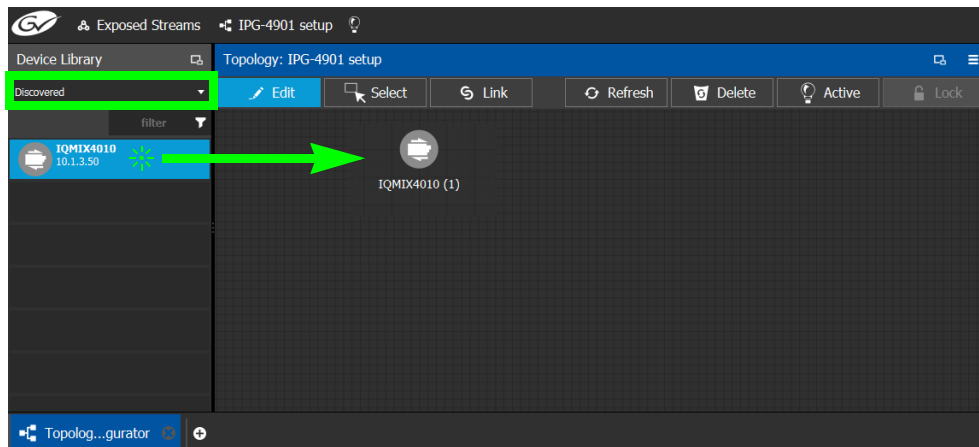 GV Exposed Streams IPG-4901 setup
Device Library
Topology: IPG-4901 setup
Discovered
Edit Select Link Refresh Delete Active Lock
filter
IQMIX4010
10.1.3.50
IQMIX4010 (1)
Topolog...gurator